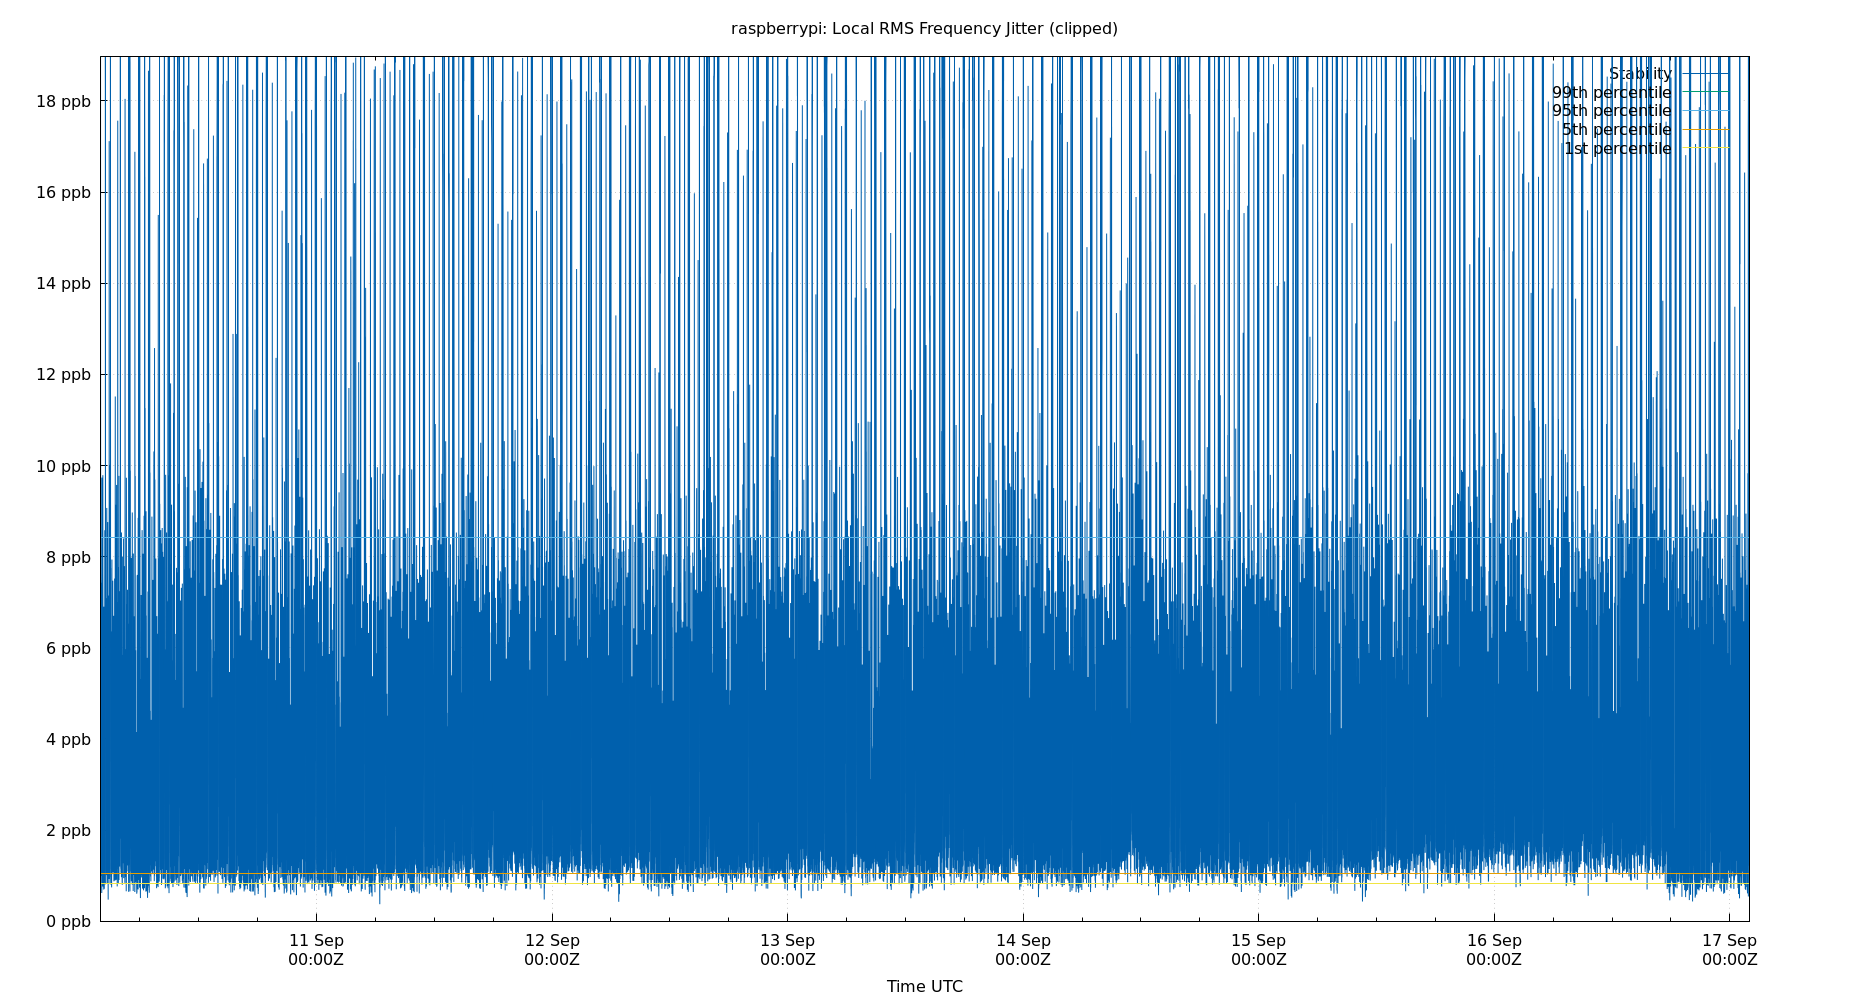 raspberrypi: Local RMS Frequency Jitter (clipped)
Stability
99th percentile
95th percentile
5th percentile
1st percentile
18 ppb
16 ppb
14 ppb
12 ppb
10 ppb
8 ppb
6 ppb
4 ppb
2 ppb
0 ppb
11 Sep 12 Sep 13 Sep 14 Sep 15 Sep 16 Sep 17 Sep
00:00Z 00:00Z 00:00Z 00:00Z 00:00Z 00:00Z 00:00Z
Time UTC